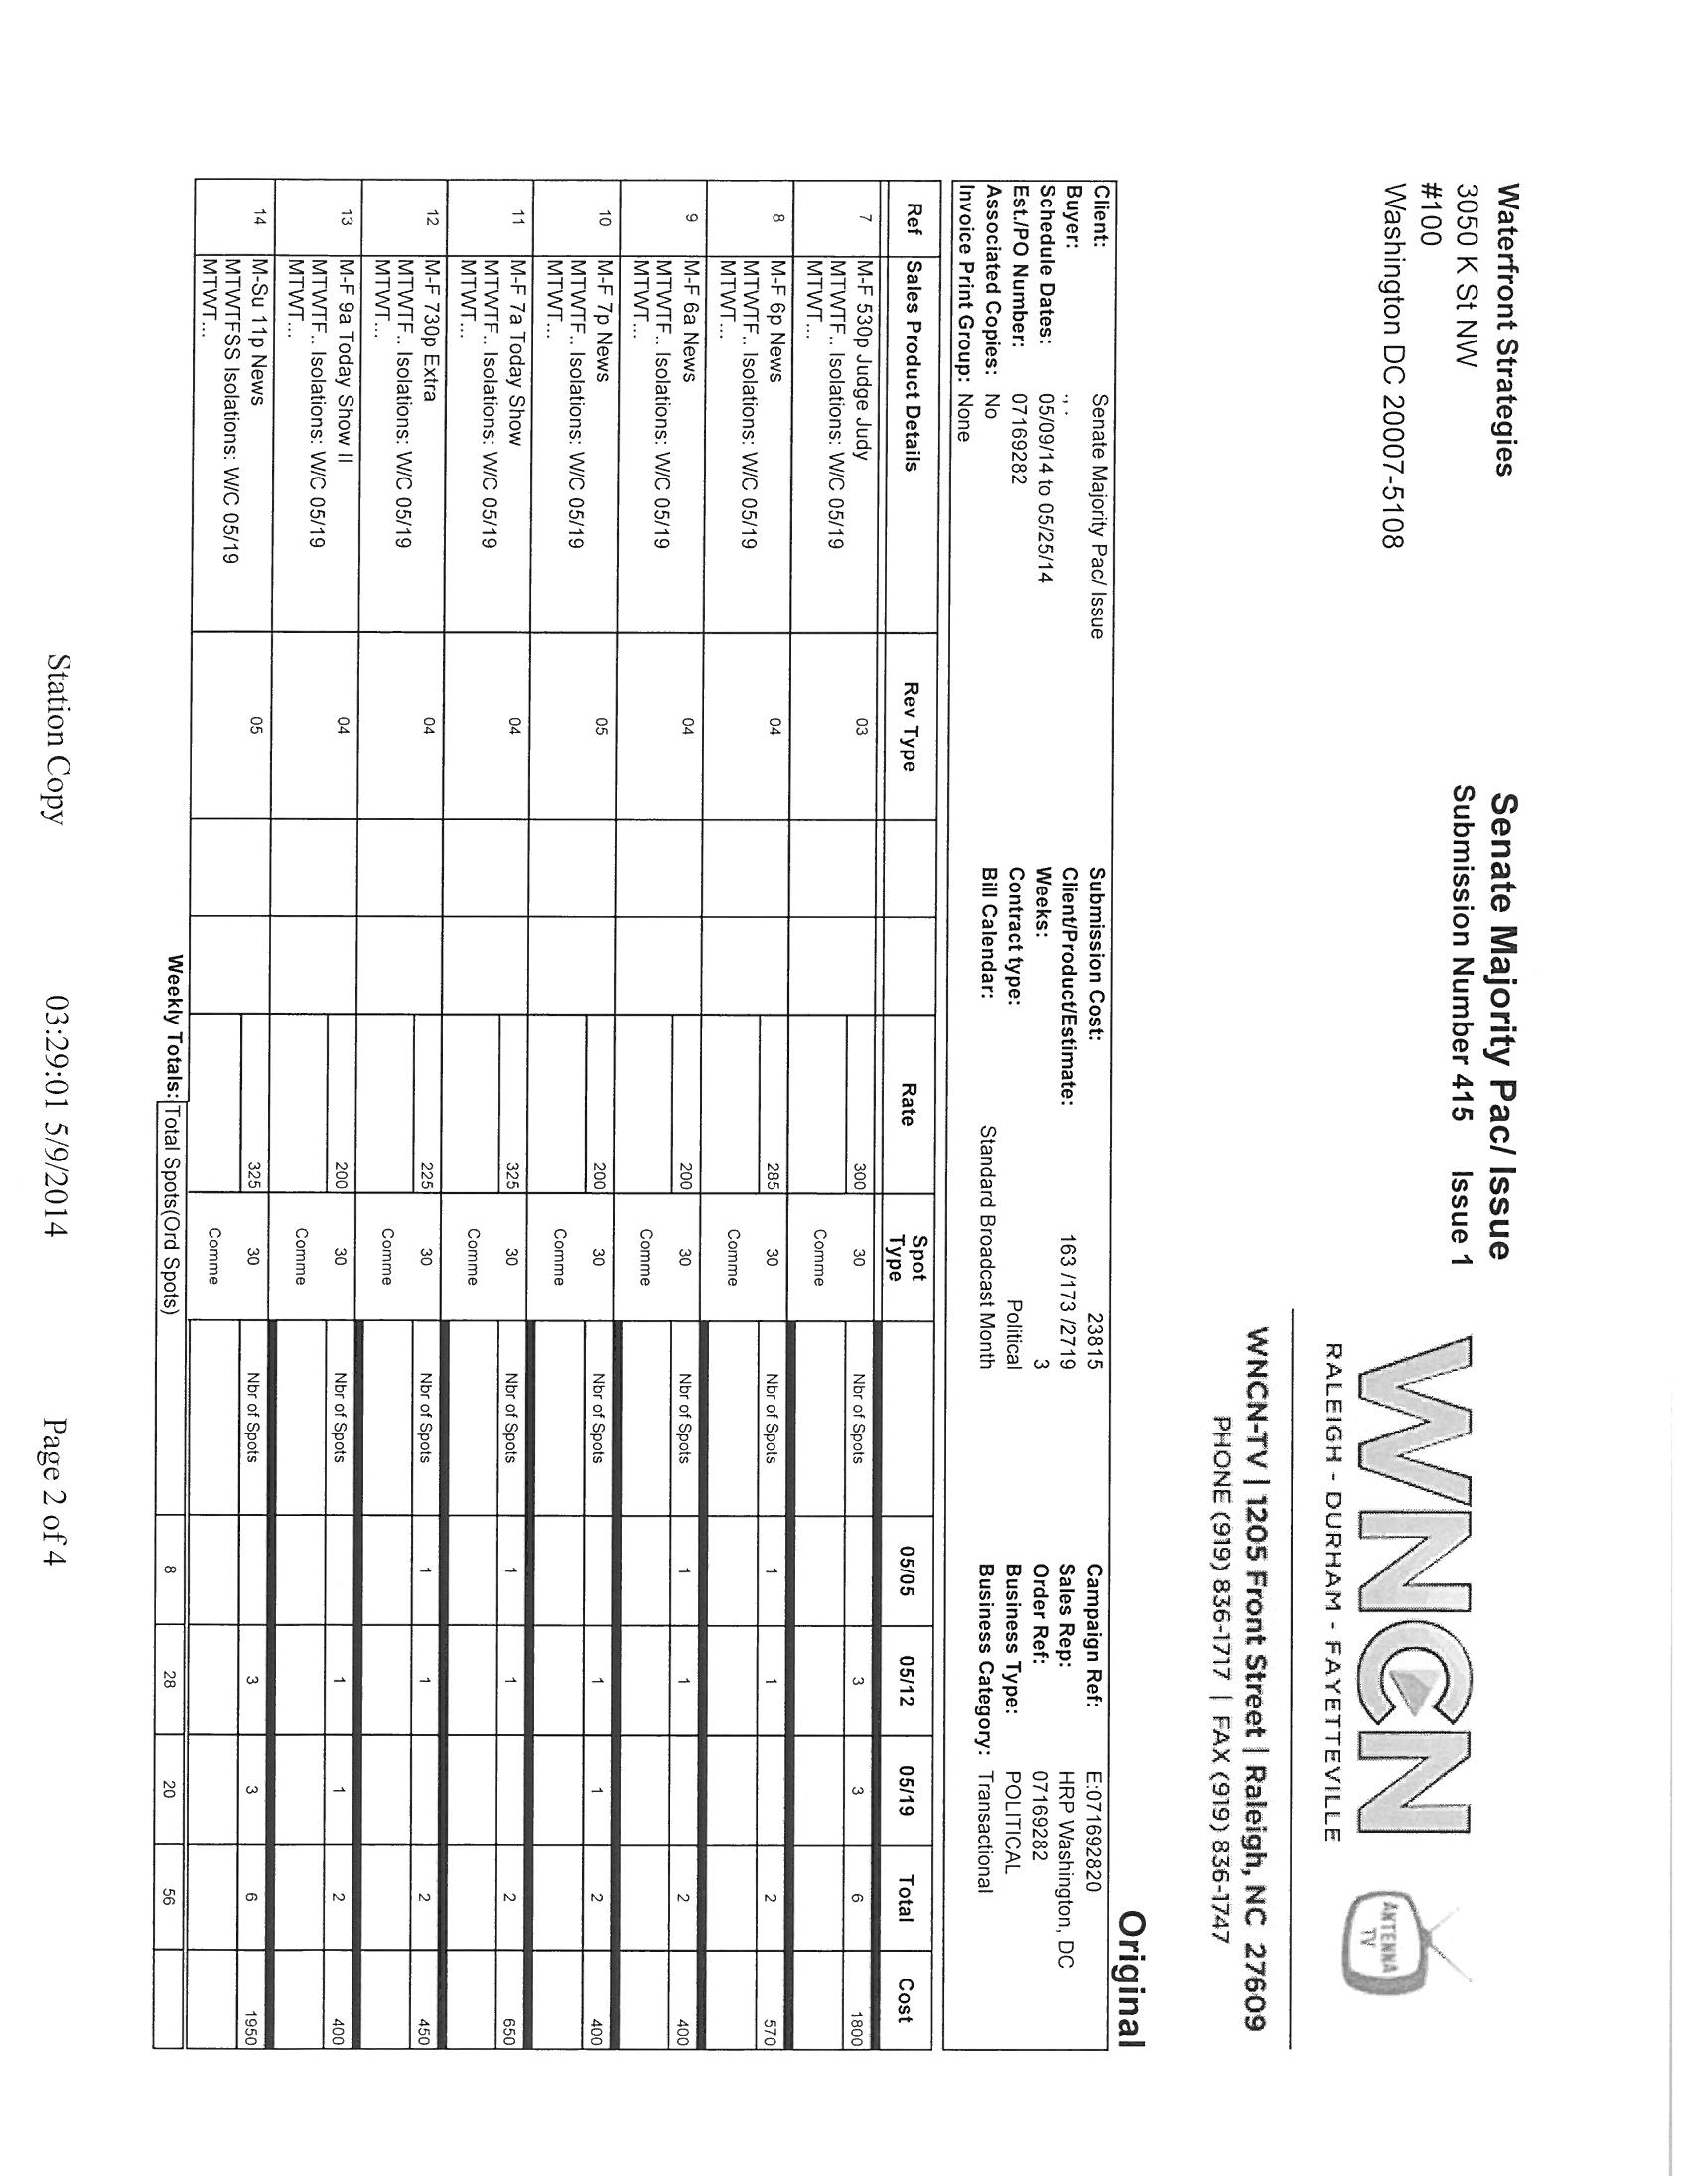 Waterfront Strategies
3050 K St NW
#100
Washington DC 20007-5108
Senate Majority Pac/ Issue
Submission Number 415 Issue 1
WNCN
RALEIGH - DURHAM - FAYETTEVILLE
ANTENNA
TV
WNCN-TV | 1205 Front Street | Raleigh, NC 27609
PHONE (919) 836-1717 | FAX (919) 836-1747
Original
Client: Senate Majority Pac/ Issue Submission Cost: 23815 Campaign Ref: E:071692820
Buyer: ., . Client/Product/Estimate: 163 /173 /2719 Sales Rep: HRP Washington, DC
Schedule Dates: 05/09/14 to 05/25/14 Weeks: 3 Order Ref: 07169282
Est./PO Number: 07169282 Contract type: Political Business Type: POLITICAL
Associated Copies: No Bill Calendar: Standard Broadcast Month Business Category: Transactional
Invoice Print Group: None
Ref Sales Product Details Rev Type Rate Spot Type 05/05 05/12 05/19 Total Cost
7 M-F 530p Judge Judy 03 300 30 Nbr of Spots 3 3 6 1800
MTWTF.. Isolations: W/C 05/19
MTWT... Comme
8 M-F 6p News 04 285 30 Nbr of Spots 1 1 2 570
MTWTF.. Isolations: W/C 05/19
MTWT... Comme
9 M-F 6a News 04 200 30 Nbr of Spots 1 1 2 400
MTWTF.. Isolations: W/C 05/19
MTWT... Comme
10 M-F 7p News 05 200 30 Nbr of Spots 1 1 2 400
MTWTF.. Isolations: W/C 05/19
MTWT... Comme
11 M-F 7a Today Show 04 325 30 Nbr of Spots 1 1 2 650
MTWTF.. Isolations: W/C 05/19
MTWT... Comme
12 M-F 730p Extra 04 225 30 Nbr of Spots 1 1 2 450
MTWTF.. Isolations: W/C 05/19
MTWT... Comme
13 M-F 9a Today Show II 04 200 30 Nbr of Spots 1 1 2 400
MTWTF.. Isolations: W/C 05/19
MTWT... Comme
14 M-Su 11p News 05 325 30 Nbr of Spots 3 3 6 1950
MTWTFSS Isolations: W/C 05/19
MTWT... Comme
Weekly Totals: Total Spots(Ord Spots) 8 28 20 56
Station Copy 03:29:01 5/9/2014 Page 2 of 4